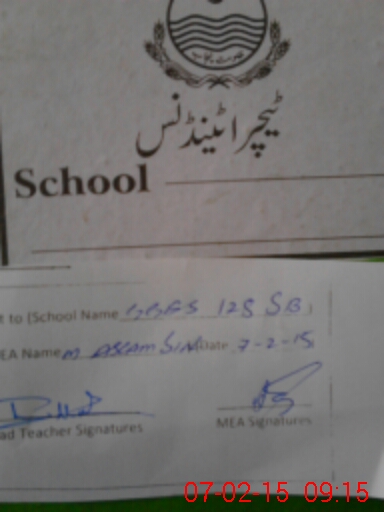 ٹیچر اٹینڈنس
School
t to (School Name GBES 128 SB)
EA Name M ASLAM Date 7-2-15
ad Teacher Signatures
MEA Signatures
07-02-15 09:15